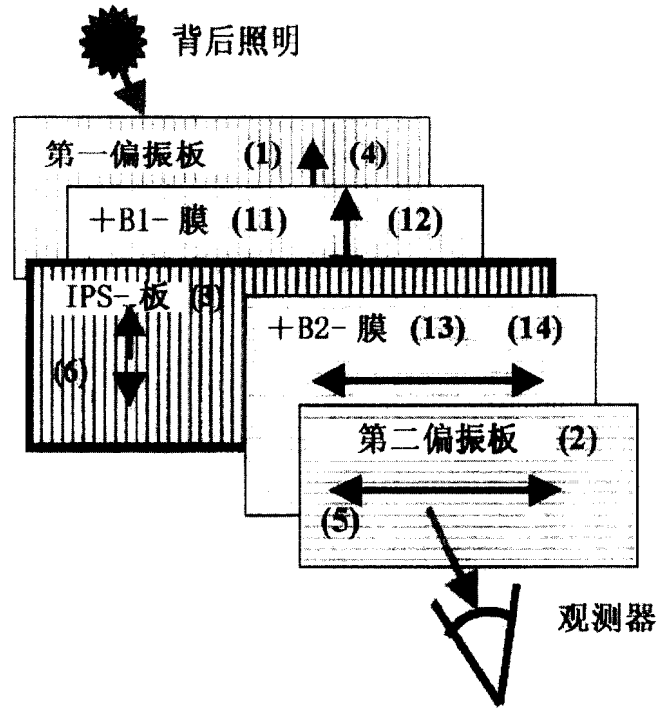 背后照明
第一偏振板 (1) (4)
+B1-膜 (11) (12)
IPS-板 (3)
+B2-膜 (13) (14)
(6)
第二偏振板 (2)
(5)
观测器